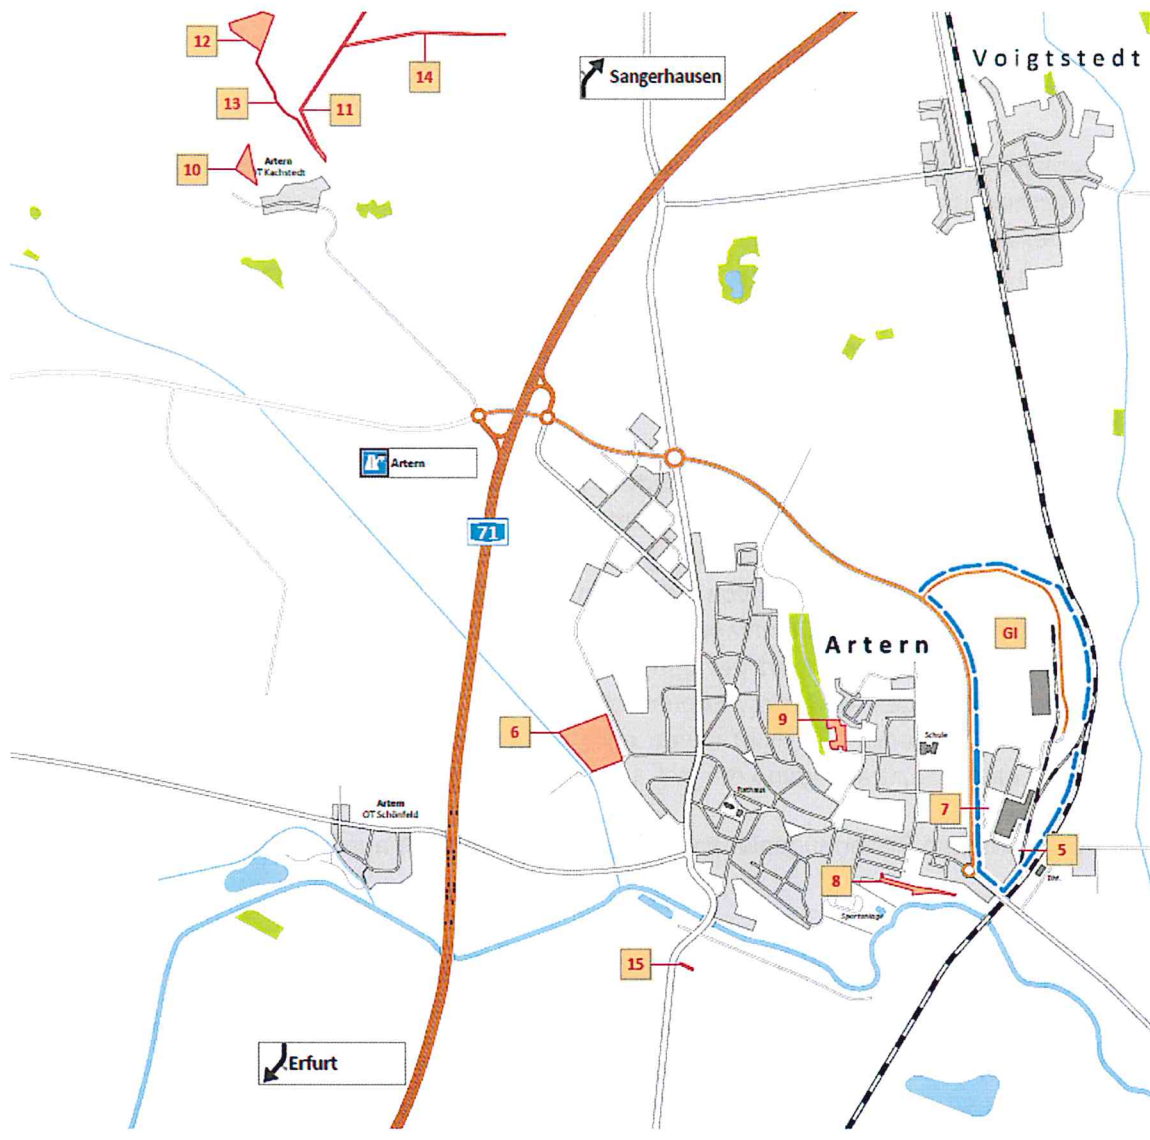 12
14
Sangerhausen
Voigtstedt
13
11
10
Artern
OT Kachstedt
Artern
71
GI
Artern
9
6
Schule
Rathaus
7
Artern
OT Schönfeld
5
8
Bhf.
Sportanlage
15
Erfurt